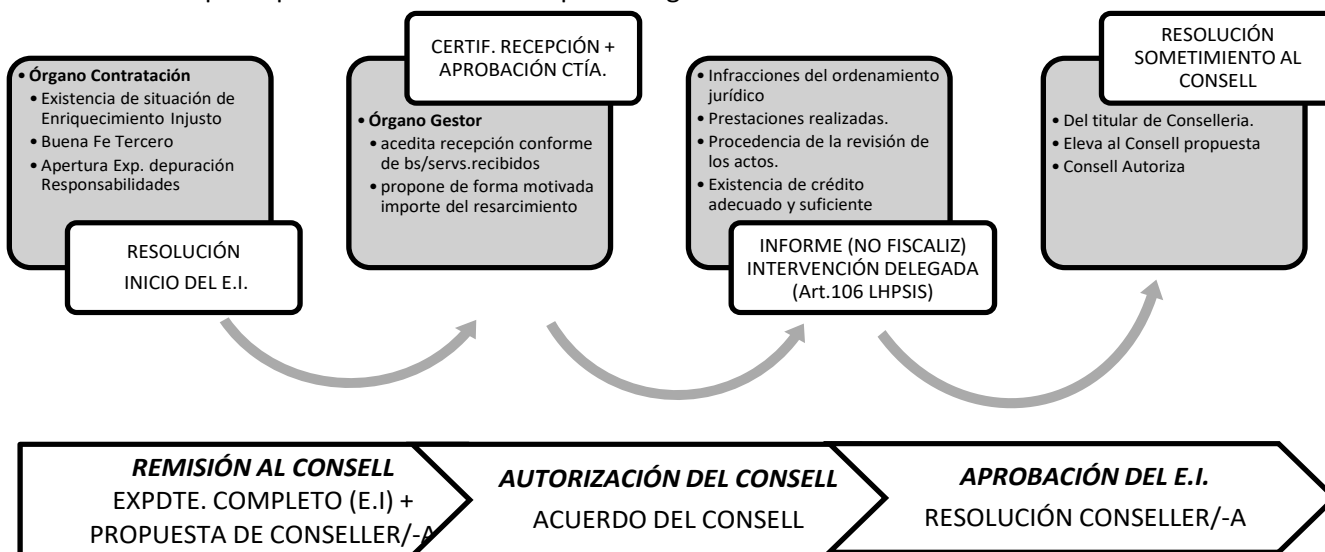 • Órgano Contratación
• Existencia de situación de
Enriquecimiento Injusto
• Buena Fe Tercero
• Apertura Exp. depuración
Responsabilidades
RESOLUCIÓN
INICIO DEL E.I.
CERTIF. RECEPCIÓN +
APROBACIÓN CTÍA.
• Órgano Gestor
• acedita recepción conforme
de bs/servs.recibidos
• propone de forma motivada
importe del resarcimiento
• Infracciones del ordenamiento
jurídico
• Prestaciones realizadas.
• Procedencia de la revisión de
los actos.
• Existencia de crédito
adecuado y suficiente
INFORME (NO FISCALIZ)
INTERVENCIÓN DELEGADA
(Art.106 LHPSIS)
RESOLUCIÓN
SOMETIMIENTO AL
CONSELL
• Del titular de Conselleria.
• Eleva al Consell propuesta
• Consell Autoriza
REMISIÓN AL CONSELL
EXPDTE. COMPLETO (E.I) +
PROPUESTA DE CONSELLER/-A
AUTORIZACIÓN DEL CONSELL
ACUERDO DEL CONSELL
APROBACIÓN DEL E.I.
RESOLUCIÓN CONSELLER/-A